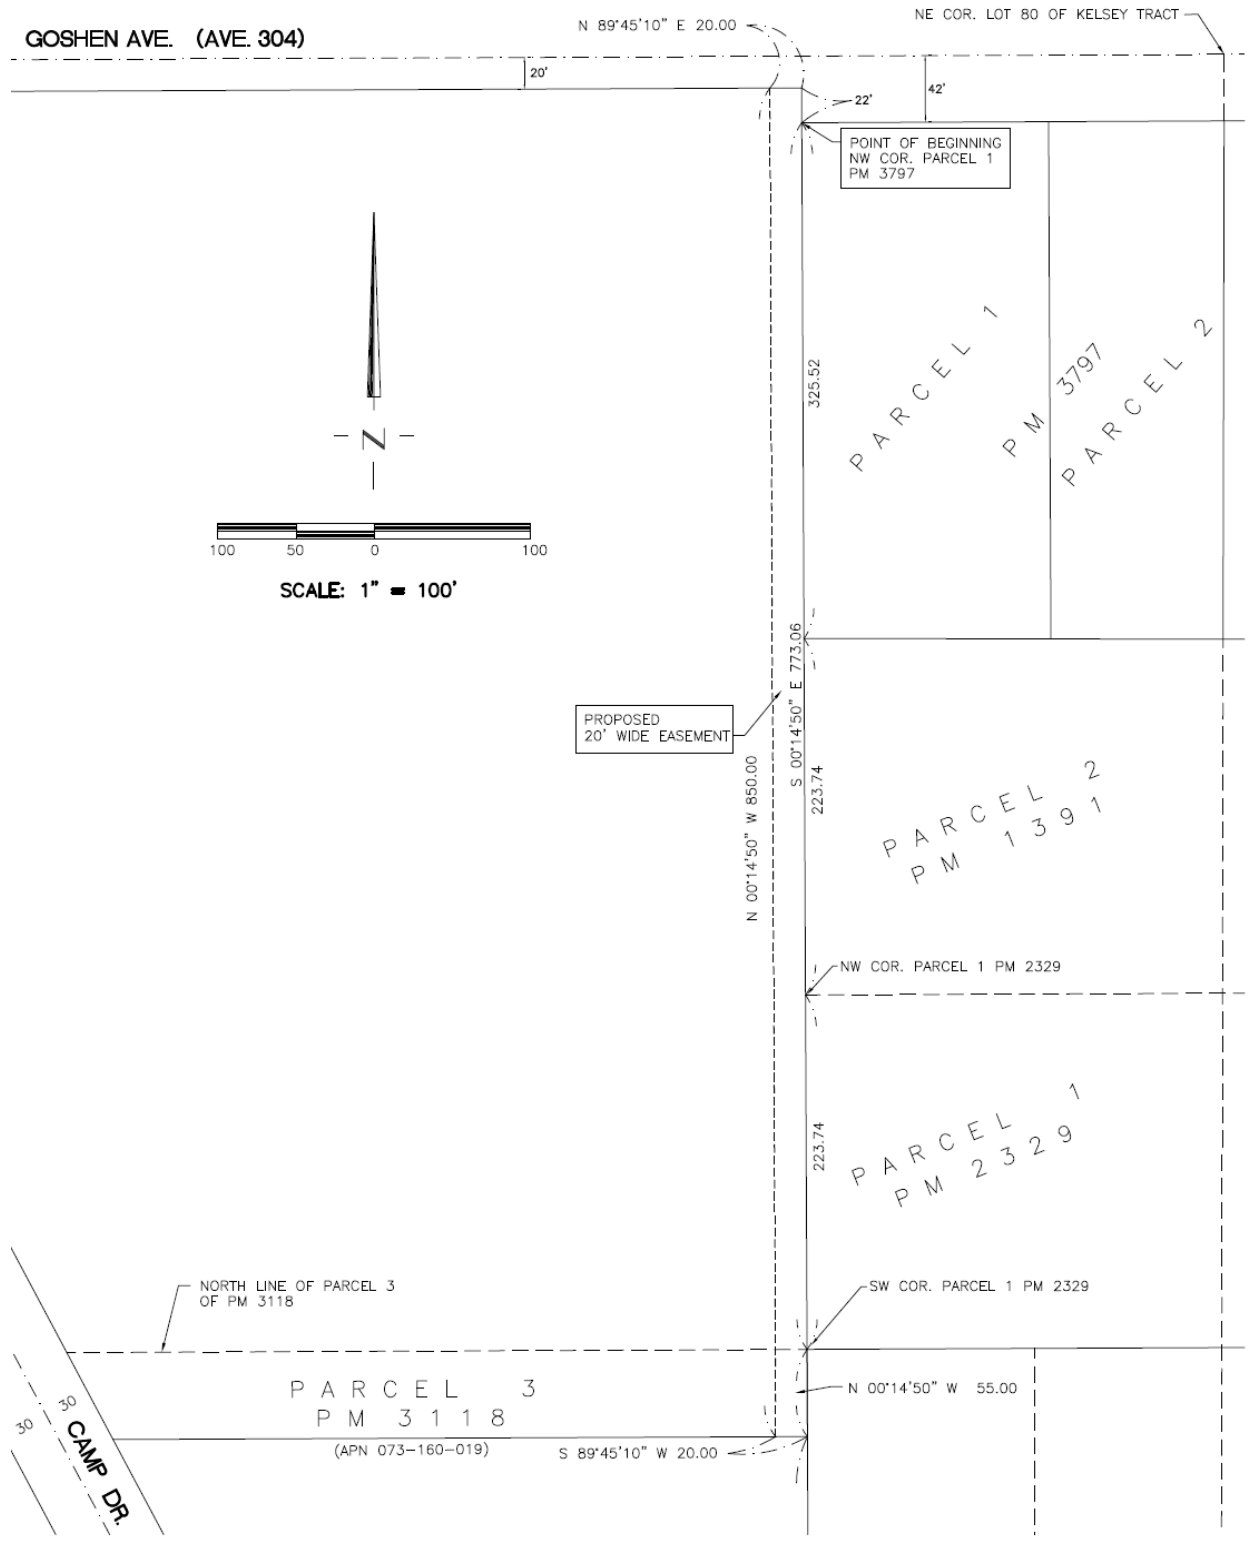 N 89°45'10" E 20.00
NE COR. LOT 80 OF KELSEY TRACT
GOSHEN AVE. (AVE. 304)
20'
42'
22'
POINT OF BEGINNING
NW COR. PARCEL 1
PM 3797
PARCEL 1
PM 3797
PARCEL 2
325.52
N
100 50 0 100
SCALE: 1" = 100'
S 00°14'50" E 773.06
PROPOSED
20' WIDE EASEMENT
N 00°14'50" W 850.00
223.74
PARCEL 2
PM 1391
NW COR. PARCEL 1 PM 2329
PARCEL 1
PM 2329
223.74
NORTH LINE OF PARCEL 3
OF PM 3118
SW COR. PARCEL 1 PM 2329
PARCEL 3
PM 3118
(APN 073-160-019)
N 00°14'50" W 55.00
S 89°45'10" W 20.00
30
30
CAMP DR.